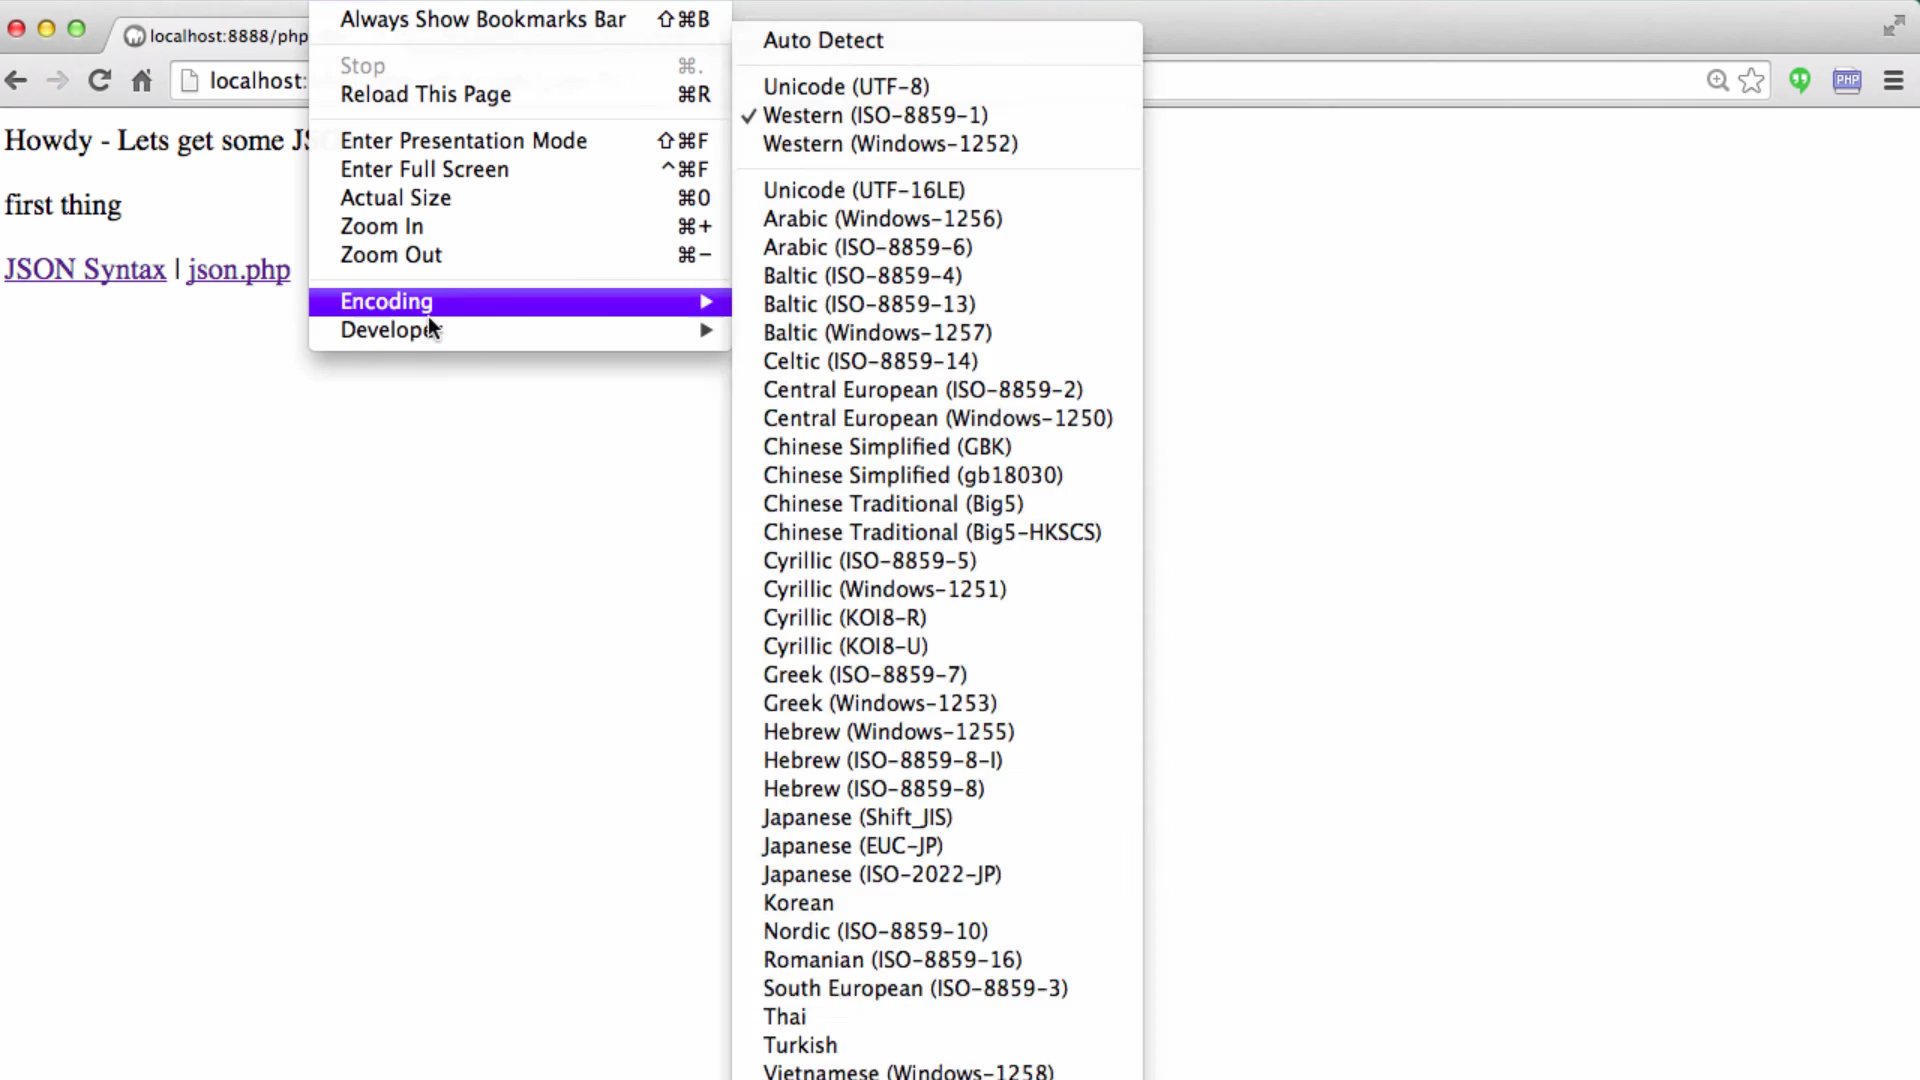 Always Show Bookmarks Bar ⇧⌘B
Stop ⌘.
Reload This Page ⌘R
Enter Presentation Mode ⇧⌘F
Enter Full Screen ^⌘F
Actual Size ⌘0
Zoom In ⌘+
Zoom Out ⌘-
Encoding
Developer
Auto Detect
Unicode (UTF-8)
✓ Western (ISO-8859-1)
Western (Windows-1252)
Unicode (UTF-16LE)
Arabic (Windows-1256)
Arabic (ISO-8859-6)
Baltic (ISO-8859-4)
Baltic (ISO-8859-13)
Baltic (Windows-1257)
Celtic (ISO-8859-14)
Central European (ISO-8859-2)
Central European (Windows-1250)
Chinese Simplified (GBK)
Chinese Simplified (gb18030)
Chinese Traditional (Big5)
Chinese Traditional (Big5-HKSCS)
Cyrillic (ISO-8859-5)
Cyrillic (Windows-1251)
Cyrillic (KOI8-R)
Cyrillic (KOI8-U)
Greek (ISO-8859-7)
Greek (Windows-1253)
Hebrew (Windows-1255)
Hebrew (ISO-8859-8-I)
Hebrew (ISO-8859-8)
Japanese (Shift_JIS)
Japanese (EUC-JP)
Japanese (ISO-2022-JP)
Korean
Nordic (ISO-8859-10)
Romanian (ISO-8859-16)
South European (ISO-8859-3)
Thai
Turkish
Vietnamese (Windows-1258)
localhost:8888/php
localhost:
PHP
Howdy - Lets get some JS
first thing
JSON Syntax | json.php